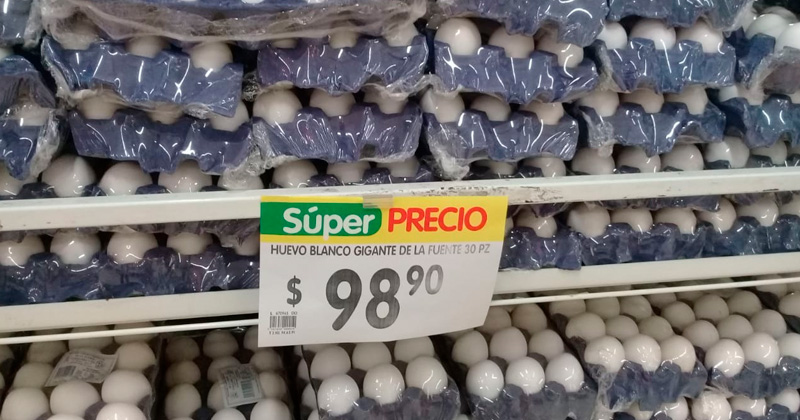 Súper PRECIO
HUEVO BLANCO GIGANTE DE LA FUENTE 30 PZ
$ 98 90